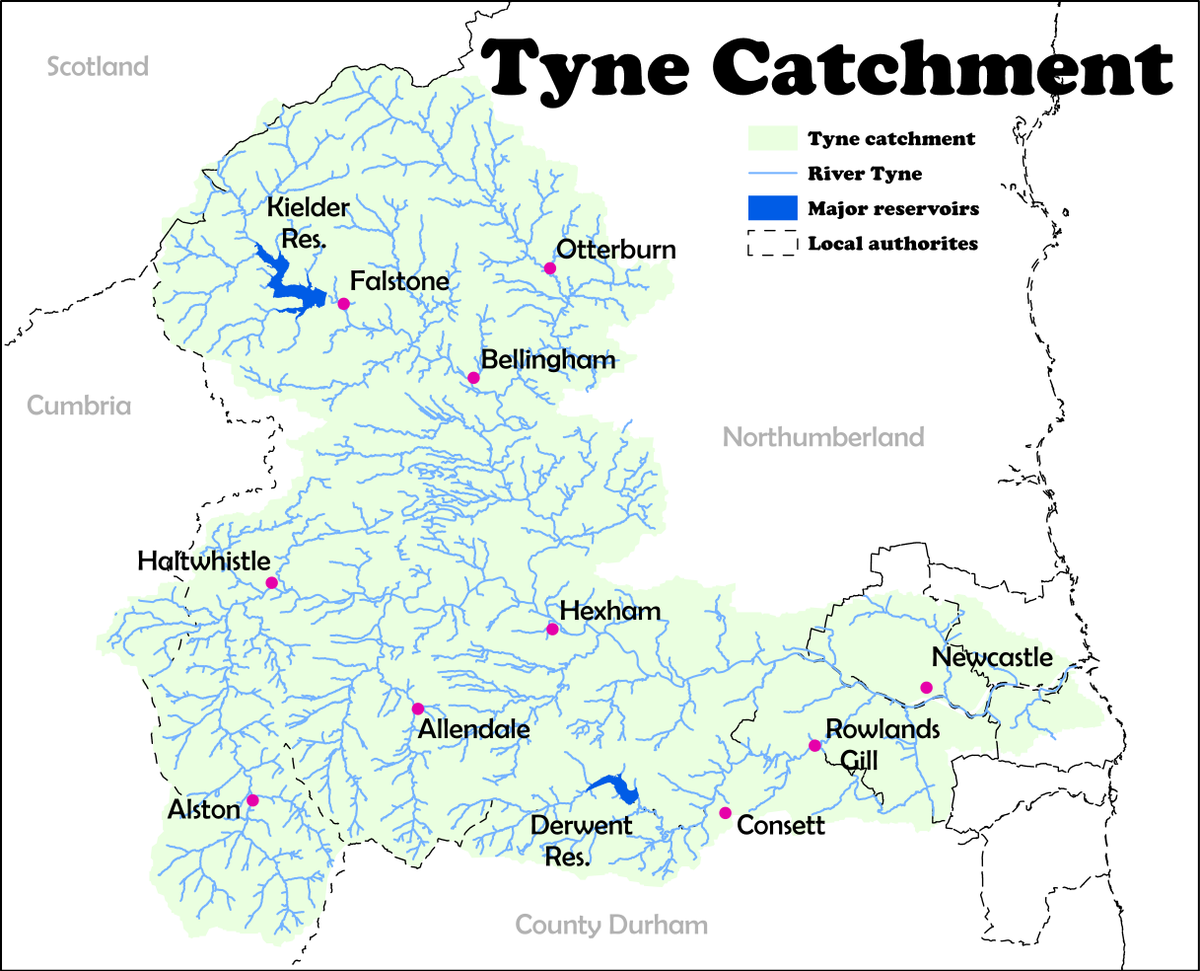 Tyne Catchment
Scotland
Tyne catchment
River Tyne
Major reservoirs
Local authorites
Kielder
Res.
Otterburn
Falstone
Bellingham
Cumbria
Northumberland
Haltwhistle
Hexham
Newcastle
Allendale
Rowlands
Gill
Alston
Derwent
Res.
Consett
County Durham